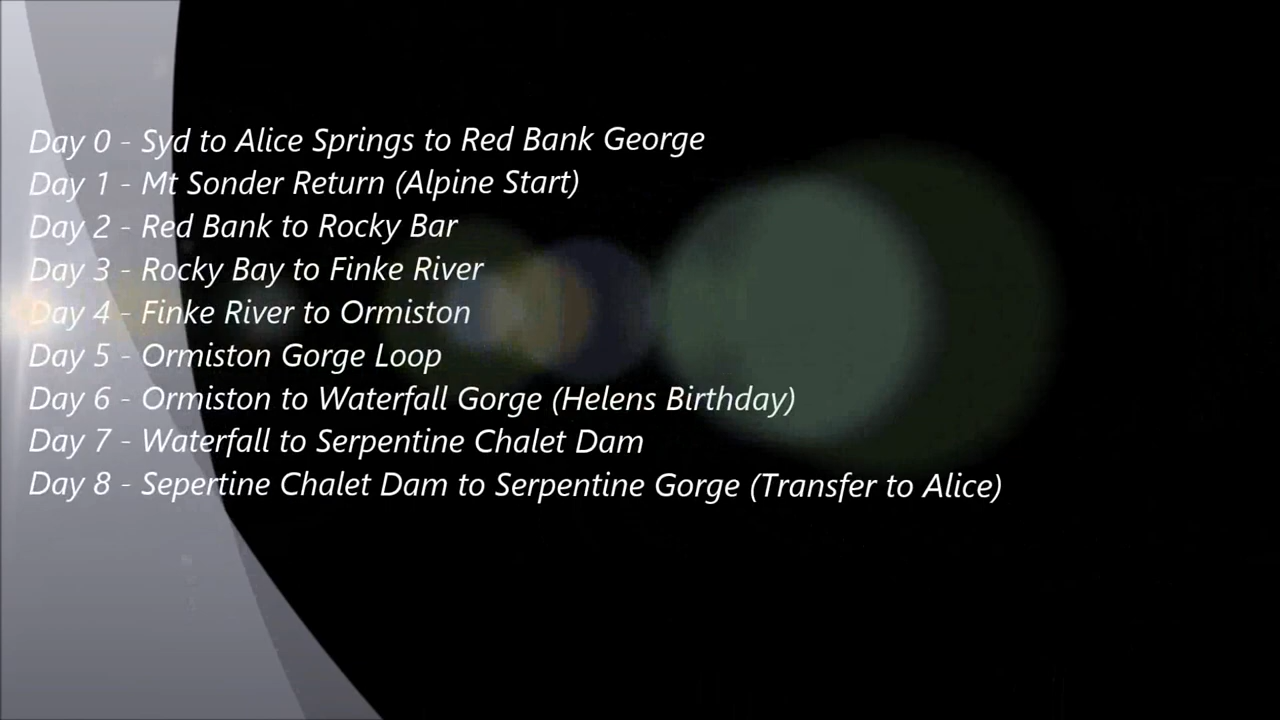 Day 0 - Syd to Alice Springs to Red Bank George
Day 1 - Mt Sonder Return (Alpine Start)
Day 2 - Red Bank to Rocky Bar
Day 3 - Rocky Bay to Finke River
Day 4 - Finke River to Ormiston
Day 5 - Ormiston Gorge Loop
Day 6 - Ormiston to Waterfall Gorge (Helens Birthday)
Day 7 - Waterfall to Serpentine Chalet Dam
Day 8 - Sepertine Chalet Dam to Serpentine Gorge (Transfer to Alice)